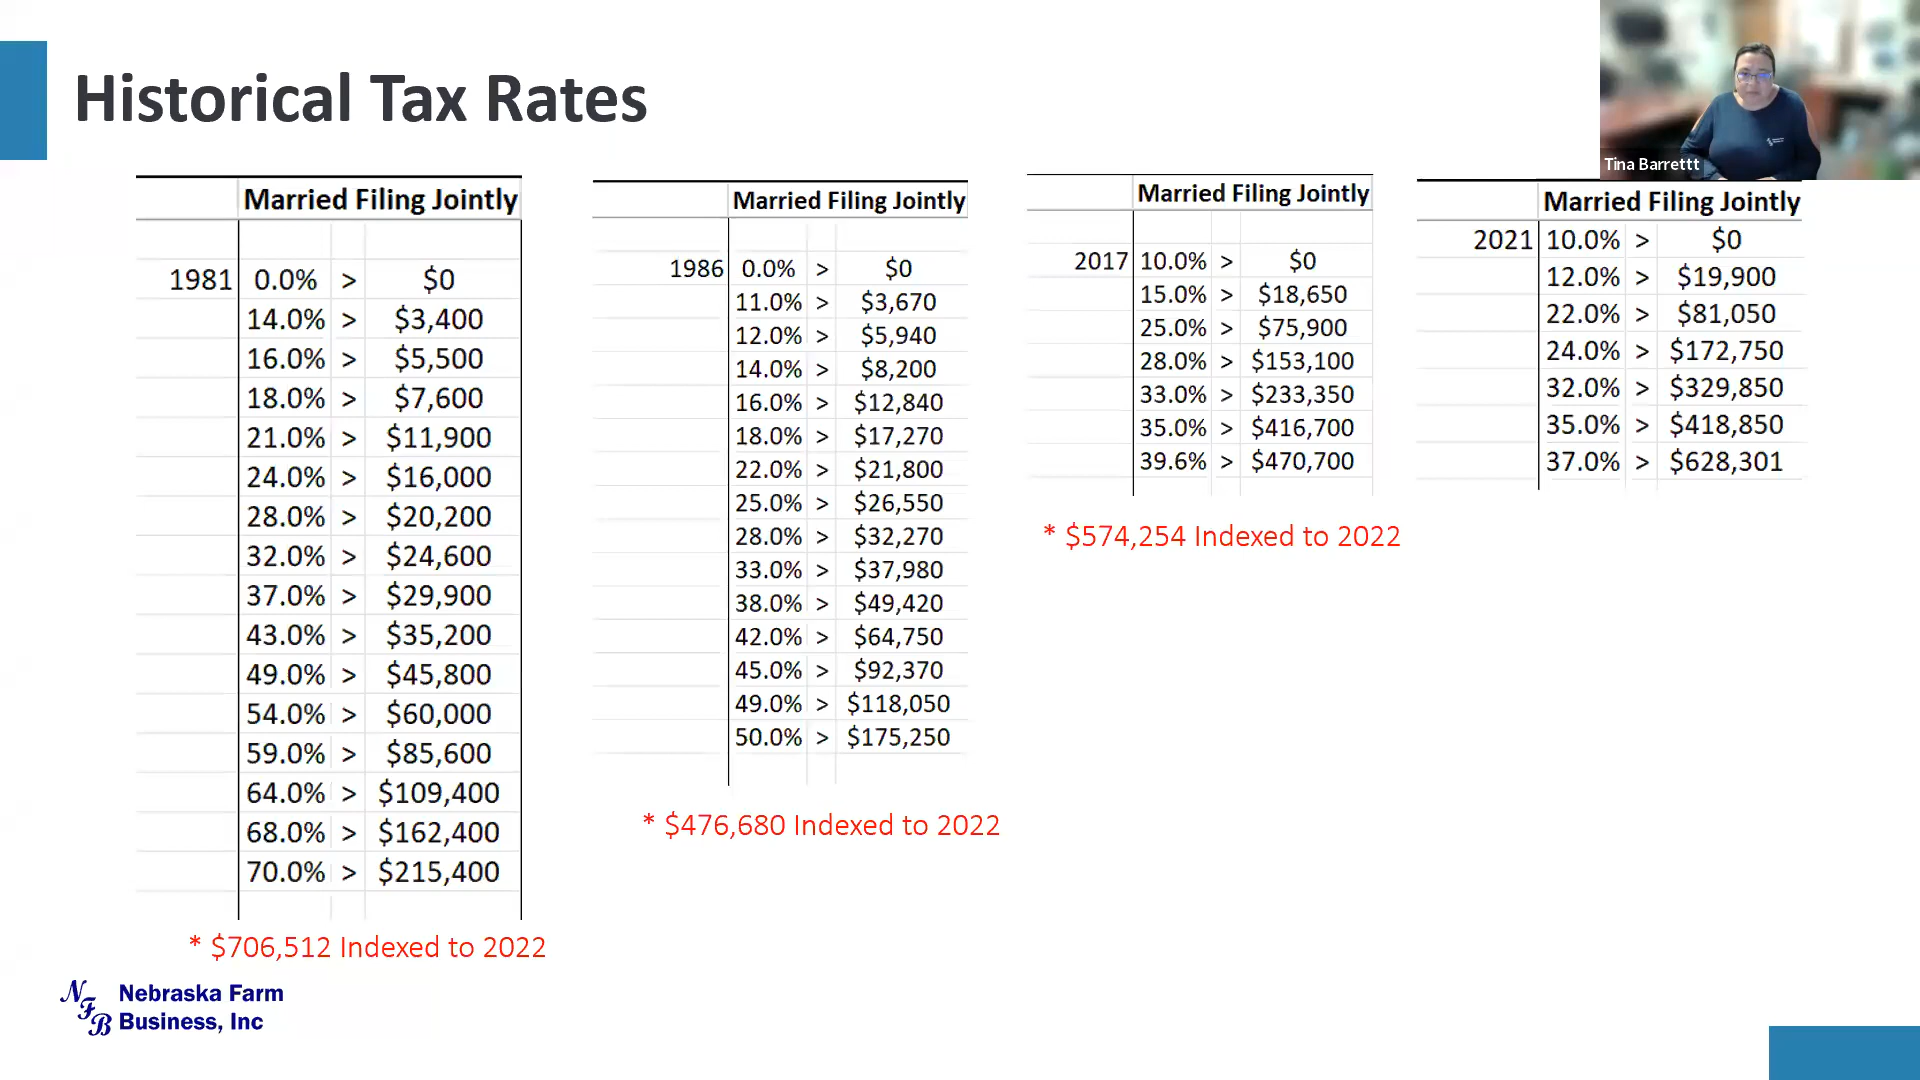 Historical Tax Rates
Tina Barrettt
Married Filing Jointly
1981 0.0% > $0
14.0% > $3,400
16.0% > $5,500
18.0% > $7,600
21.0% > $11,900
24.0% > $16,000
28.0% > $20,200
32.0% > $24,600
37.0% > $29,900
43.0% > $35,200
49.0% > $45,800
54.0% > $60,000
59.0% > $85,600
64.0% > $109,400
68.0% > $162,400
70.0% > $215,400
* $706,512 Indexed to 2022
Married Filing Jointly
1986 0.0% > $0
11.0% > $3,670
12.0% > $5,940
14.0% > $8,200
16.0% > $12,840
18.0% > $17,270
22.0% > $21,800
25.0% > $26,550
28.0% > $32,270
33.0% > $37,980
38.0% > $49,420
42.0% > $64,750
45.0% > $92,370
49.0% > $118,050
50.0% > $175,250
* $476,680 Indexed to 2022
Married Filing Jointly
2017 10.0% > $0
15.0% > $18,650
25.0% > $75,900
28.0% > $153,100
33.0% > $233,350
35.0% > $416,700
39.6% > $470,700
* $574,254 Indexed to 2022
Married Filing Jointly
2021 10.0% > $0
12.0% > $19,900
22.0% > $81,050
24.0% > $172,750
32.0% > $329,850
35.0% > $418,850
37.0% > $628,301
NFB Nebraska Farm
Business, Inc